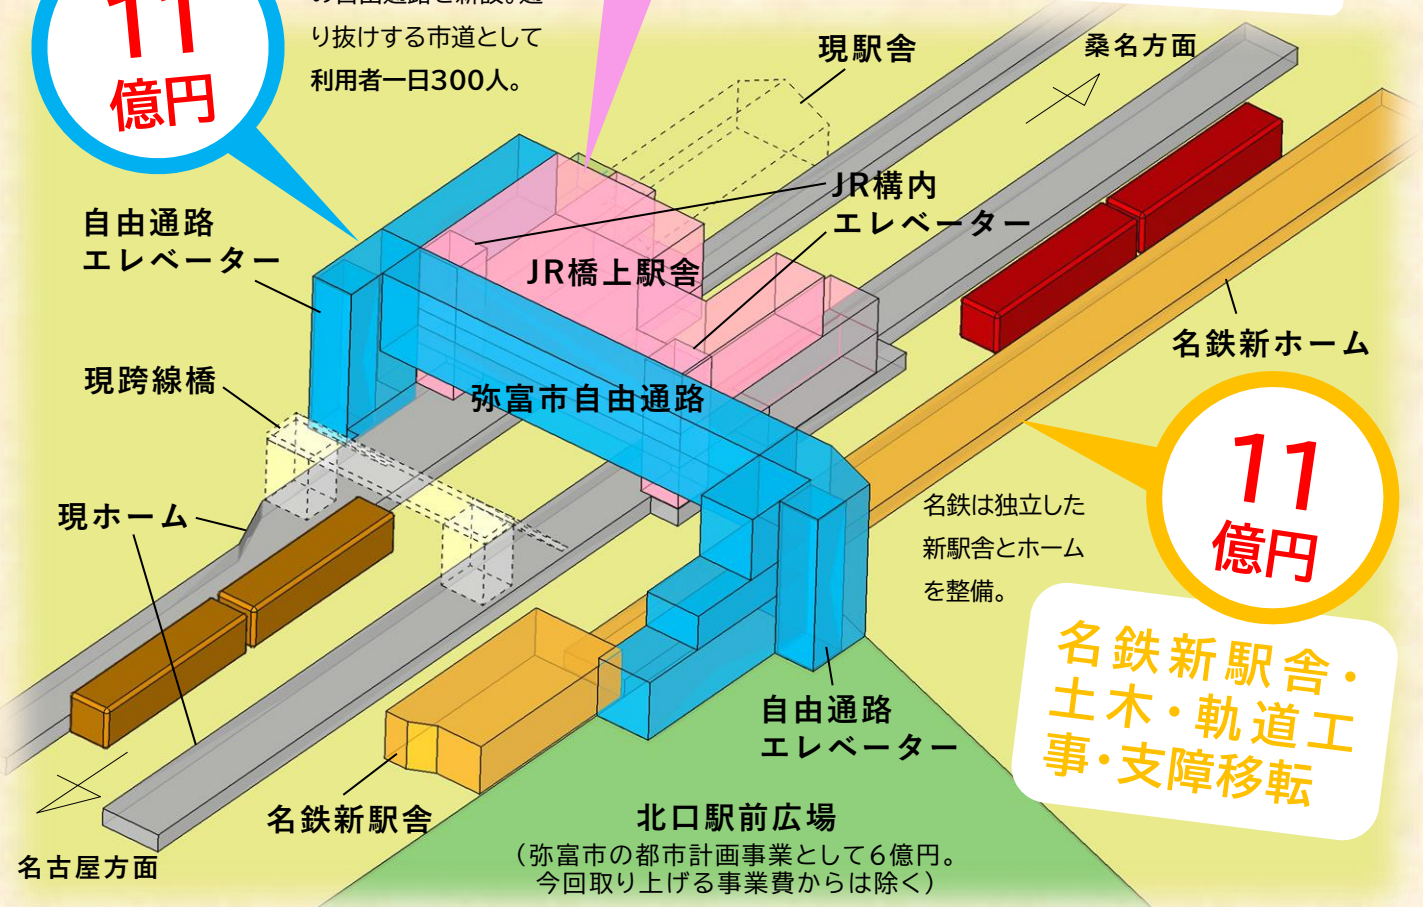 11
億円
り抜けする市道として
利用者一日300人。
現駅舎
桑名方面
JR構内
エレベーター
自由通路
エレベーター
JR橋上駅舎
名鉄新ホーム
現跨線橋
弥富市自由通路
現ホーム
名鉄は独立した
新駅舎とホーム
を整備。
11
億円
名鉄新駅舎・
土木・軌道工
事・支障移転
自由通路
エレベーター
名鉄新駅舎
北口駅前広場
（弥富市の都市計画事業として6億円。
今回取り上げる事業費からは除く）
名古屋方面